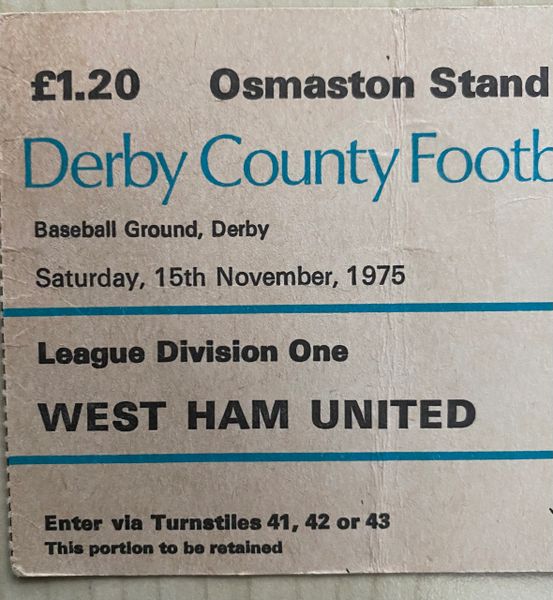 £1.20 Osmaston Stand
Derby County Footb
Baseball Ground, Derby
Saturday, 15th November, 1975
League Division One
WEST HAM UNITED
Enter via Turnstiles 41, 42 or 43
This portion to be retained